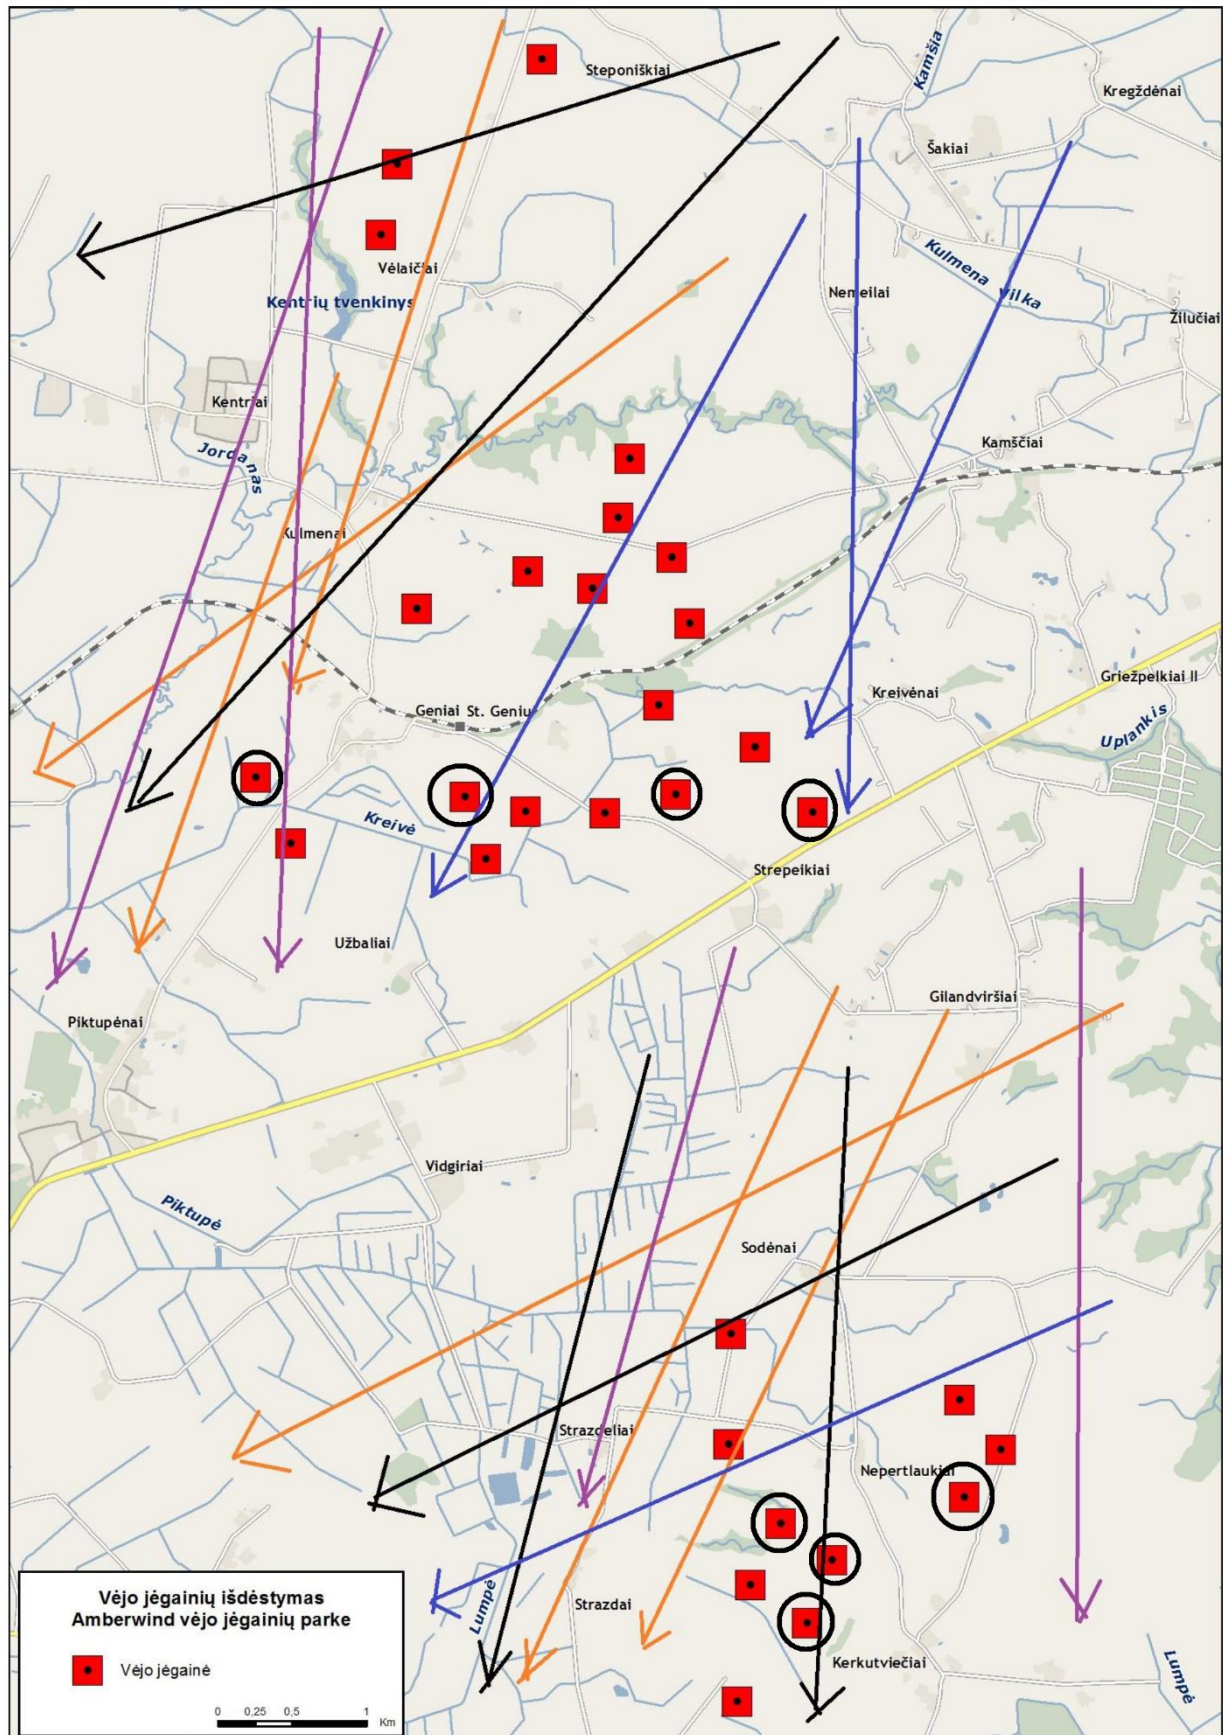 Steponiškiai
Kamšia
Kregždėnai
Šakiai
Kulmena
Vilka
Vėlaičiai
Kentrių tvenkinys
Nemeilai
Žilučiai
Kentriai
Jordanas
Kamščiai
Kulmenai
Griežpelkiai II
Kreivėnai
Geniai St. Geniu
Uplankis
Kreivė
Strepeikiai
Užbaliai
Gilandviršiai
Piktupėnai
Vidgiriai
Piktupė
Sodėnai
Strazdeliai
Nepertlaukiai
Lumpė
Strazdai
Kerkutviečiai
Lumpė
Vėjo jėgainių išdėstymas
Amberwind vėjo jėgainių parke
Vėjo jėgainė
0 0,25 0,5 1
Km